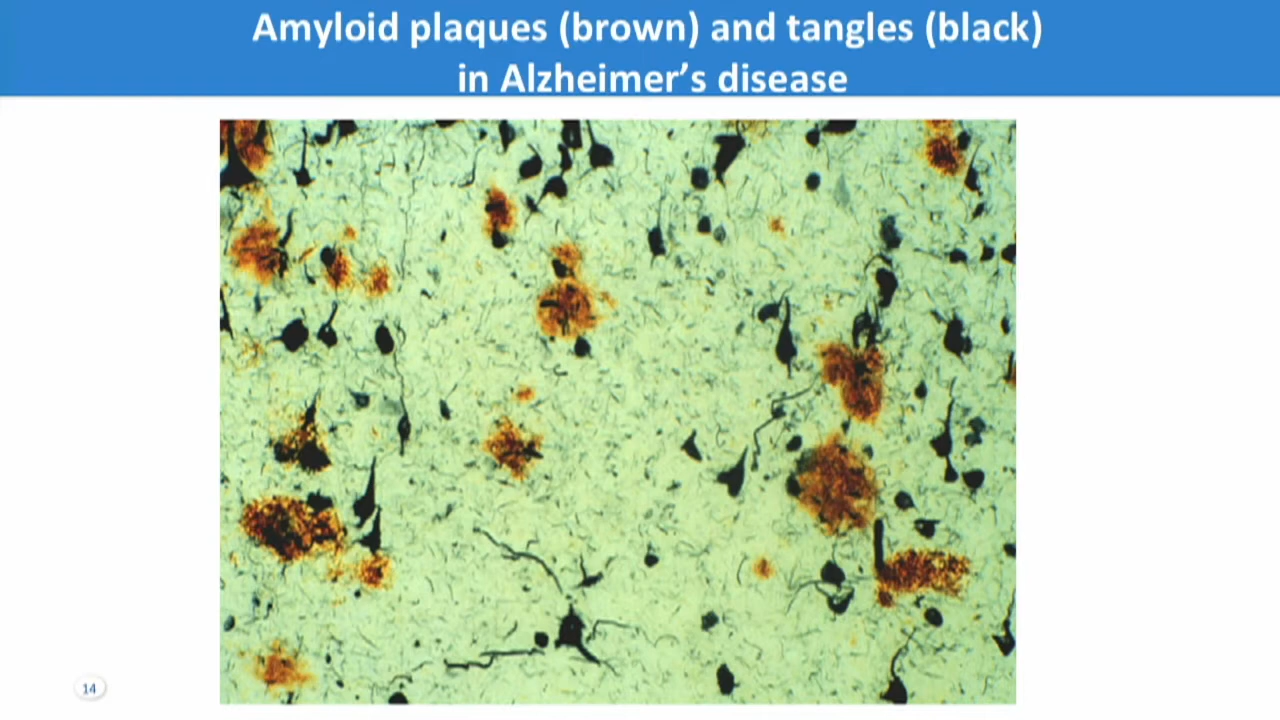 Amyloid plaques (brown) and tangles (black)
in Alzheimer’s disease
14